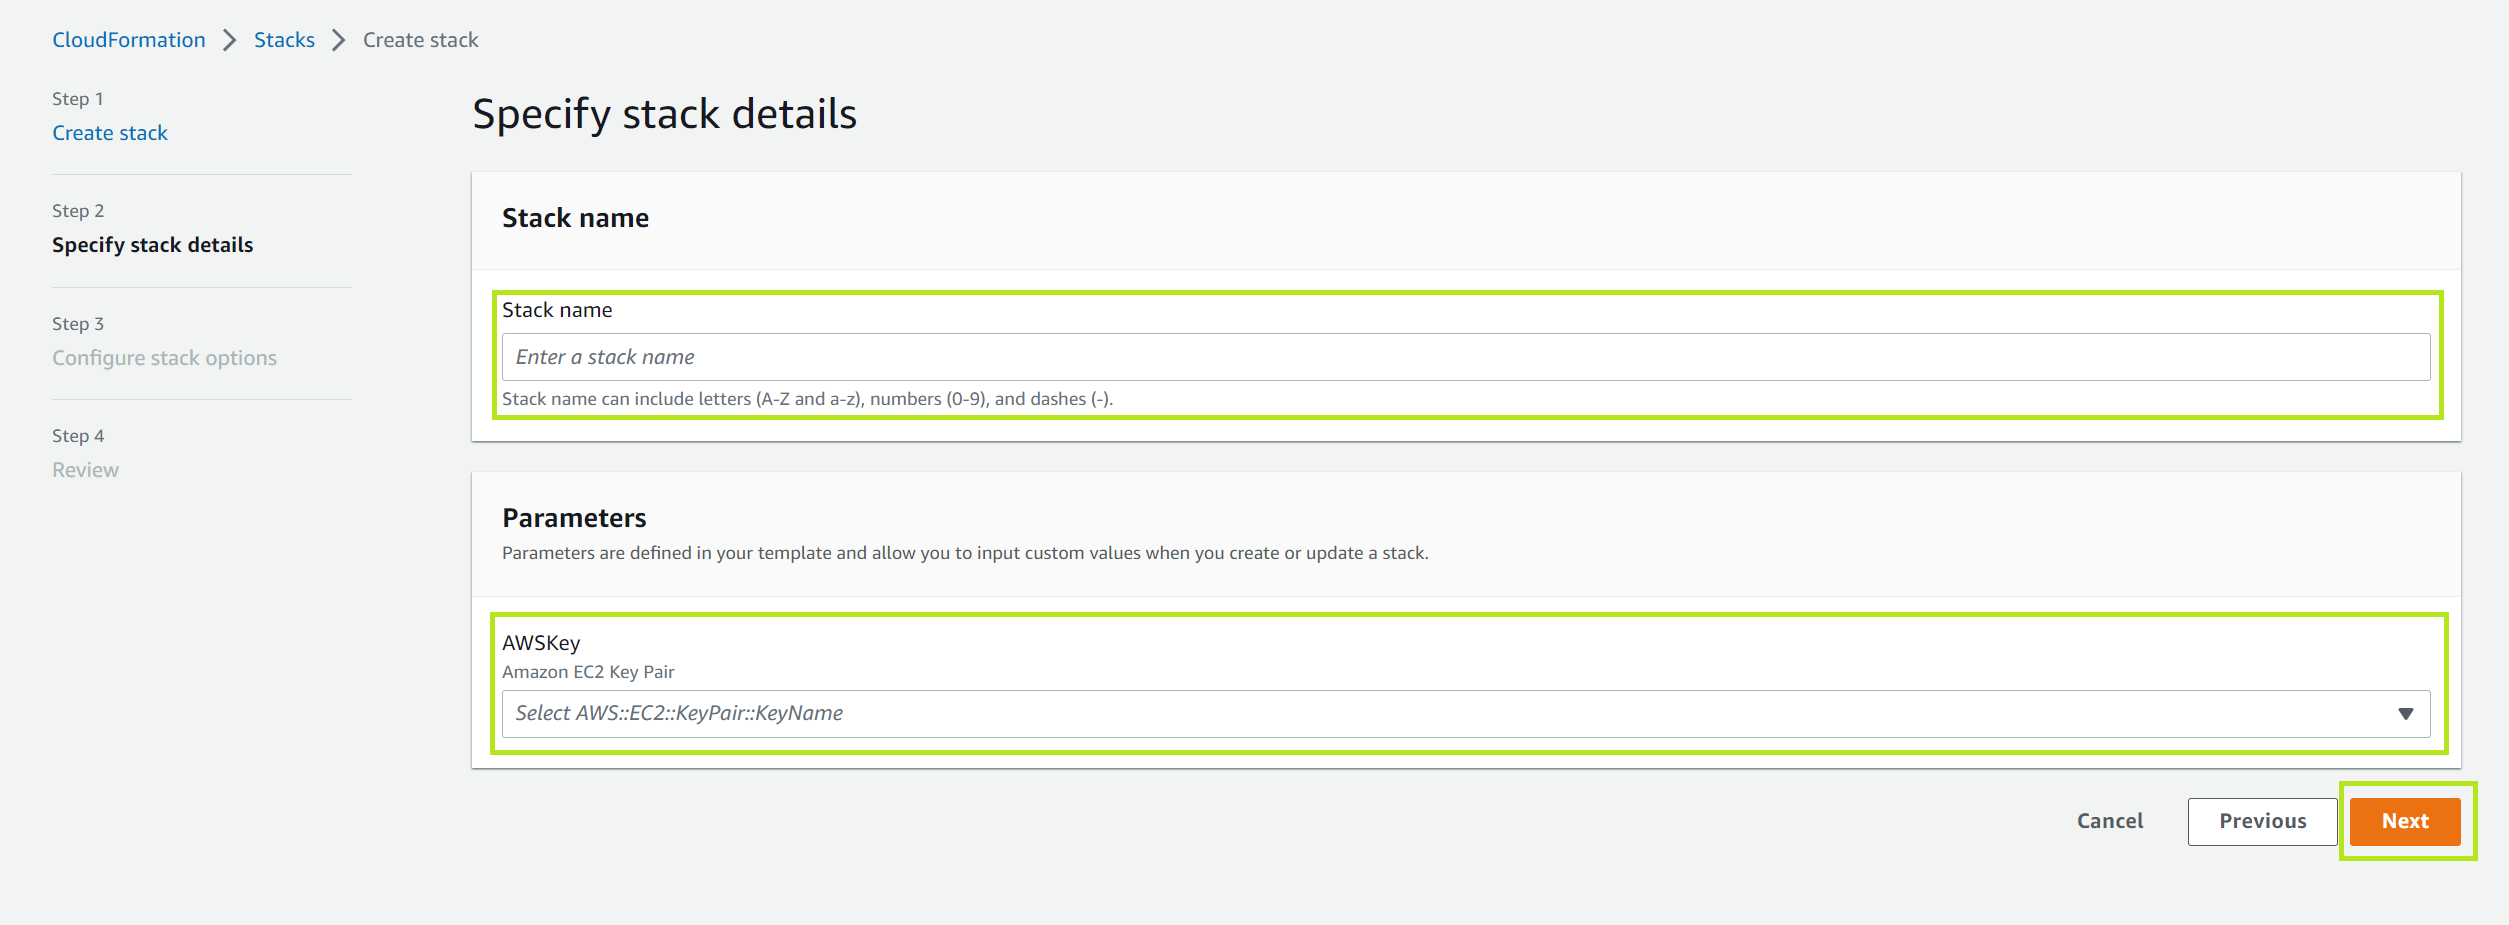 CloudFormation > Stacks > Create stack
Step 1
Create stack
Step 2
Specify stack details
Step 3
Configure stack options
Step 4
Review
Specify stack details
Stack name
Stack name
Enter a stack name
Stack name can include letters (A-Z and a-z), numbers (0-9), and dashes (-).
Parameters
Parameters are defined in your template and allow you to input custom values when you create or update a stack.
AWSKey
Amazon EC2 Key Pair
Select AWS::EC2::KeyPair::KeyName
Cancel Previous Next